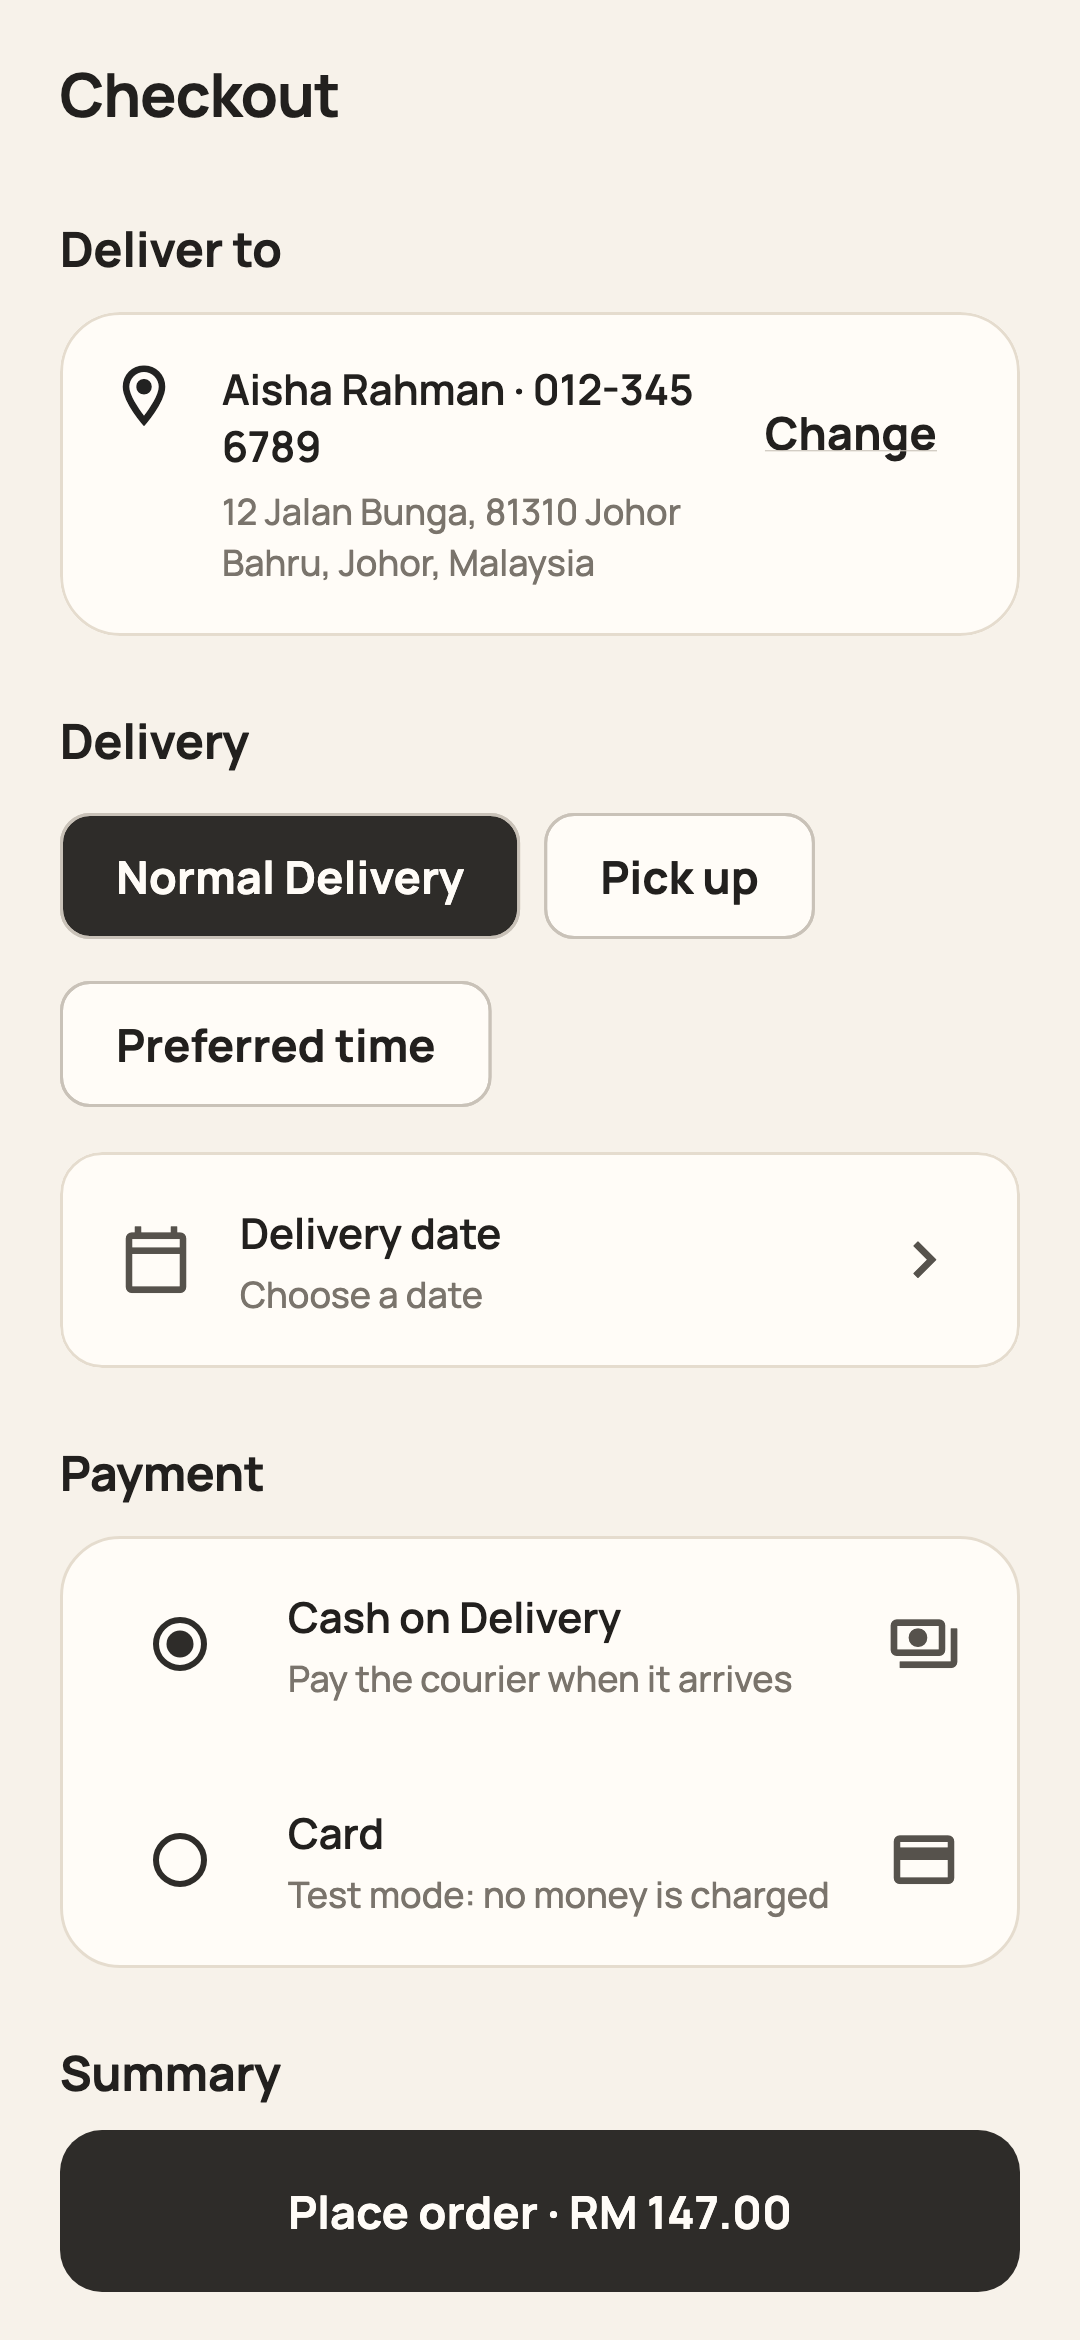 Checkout
Deliver to
Aisha Rahman · 012-345
6789
Change
12 Jalan Bunga, 81310 Johor
Bahru, Johor, Malaysia
Delivery
Normal Delivery
Pick up
Preferred time
Delivery date
Choose a date
Payment
Cash on Delivery
Pay the courier when it arrives
Card
Test mode: no money is charged
Summary
Place order · RM 147.00